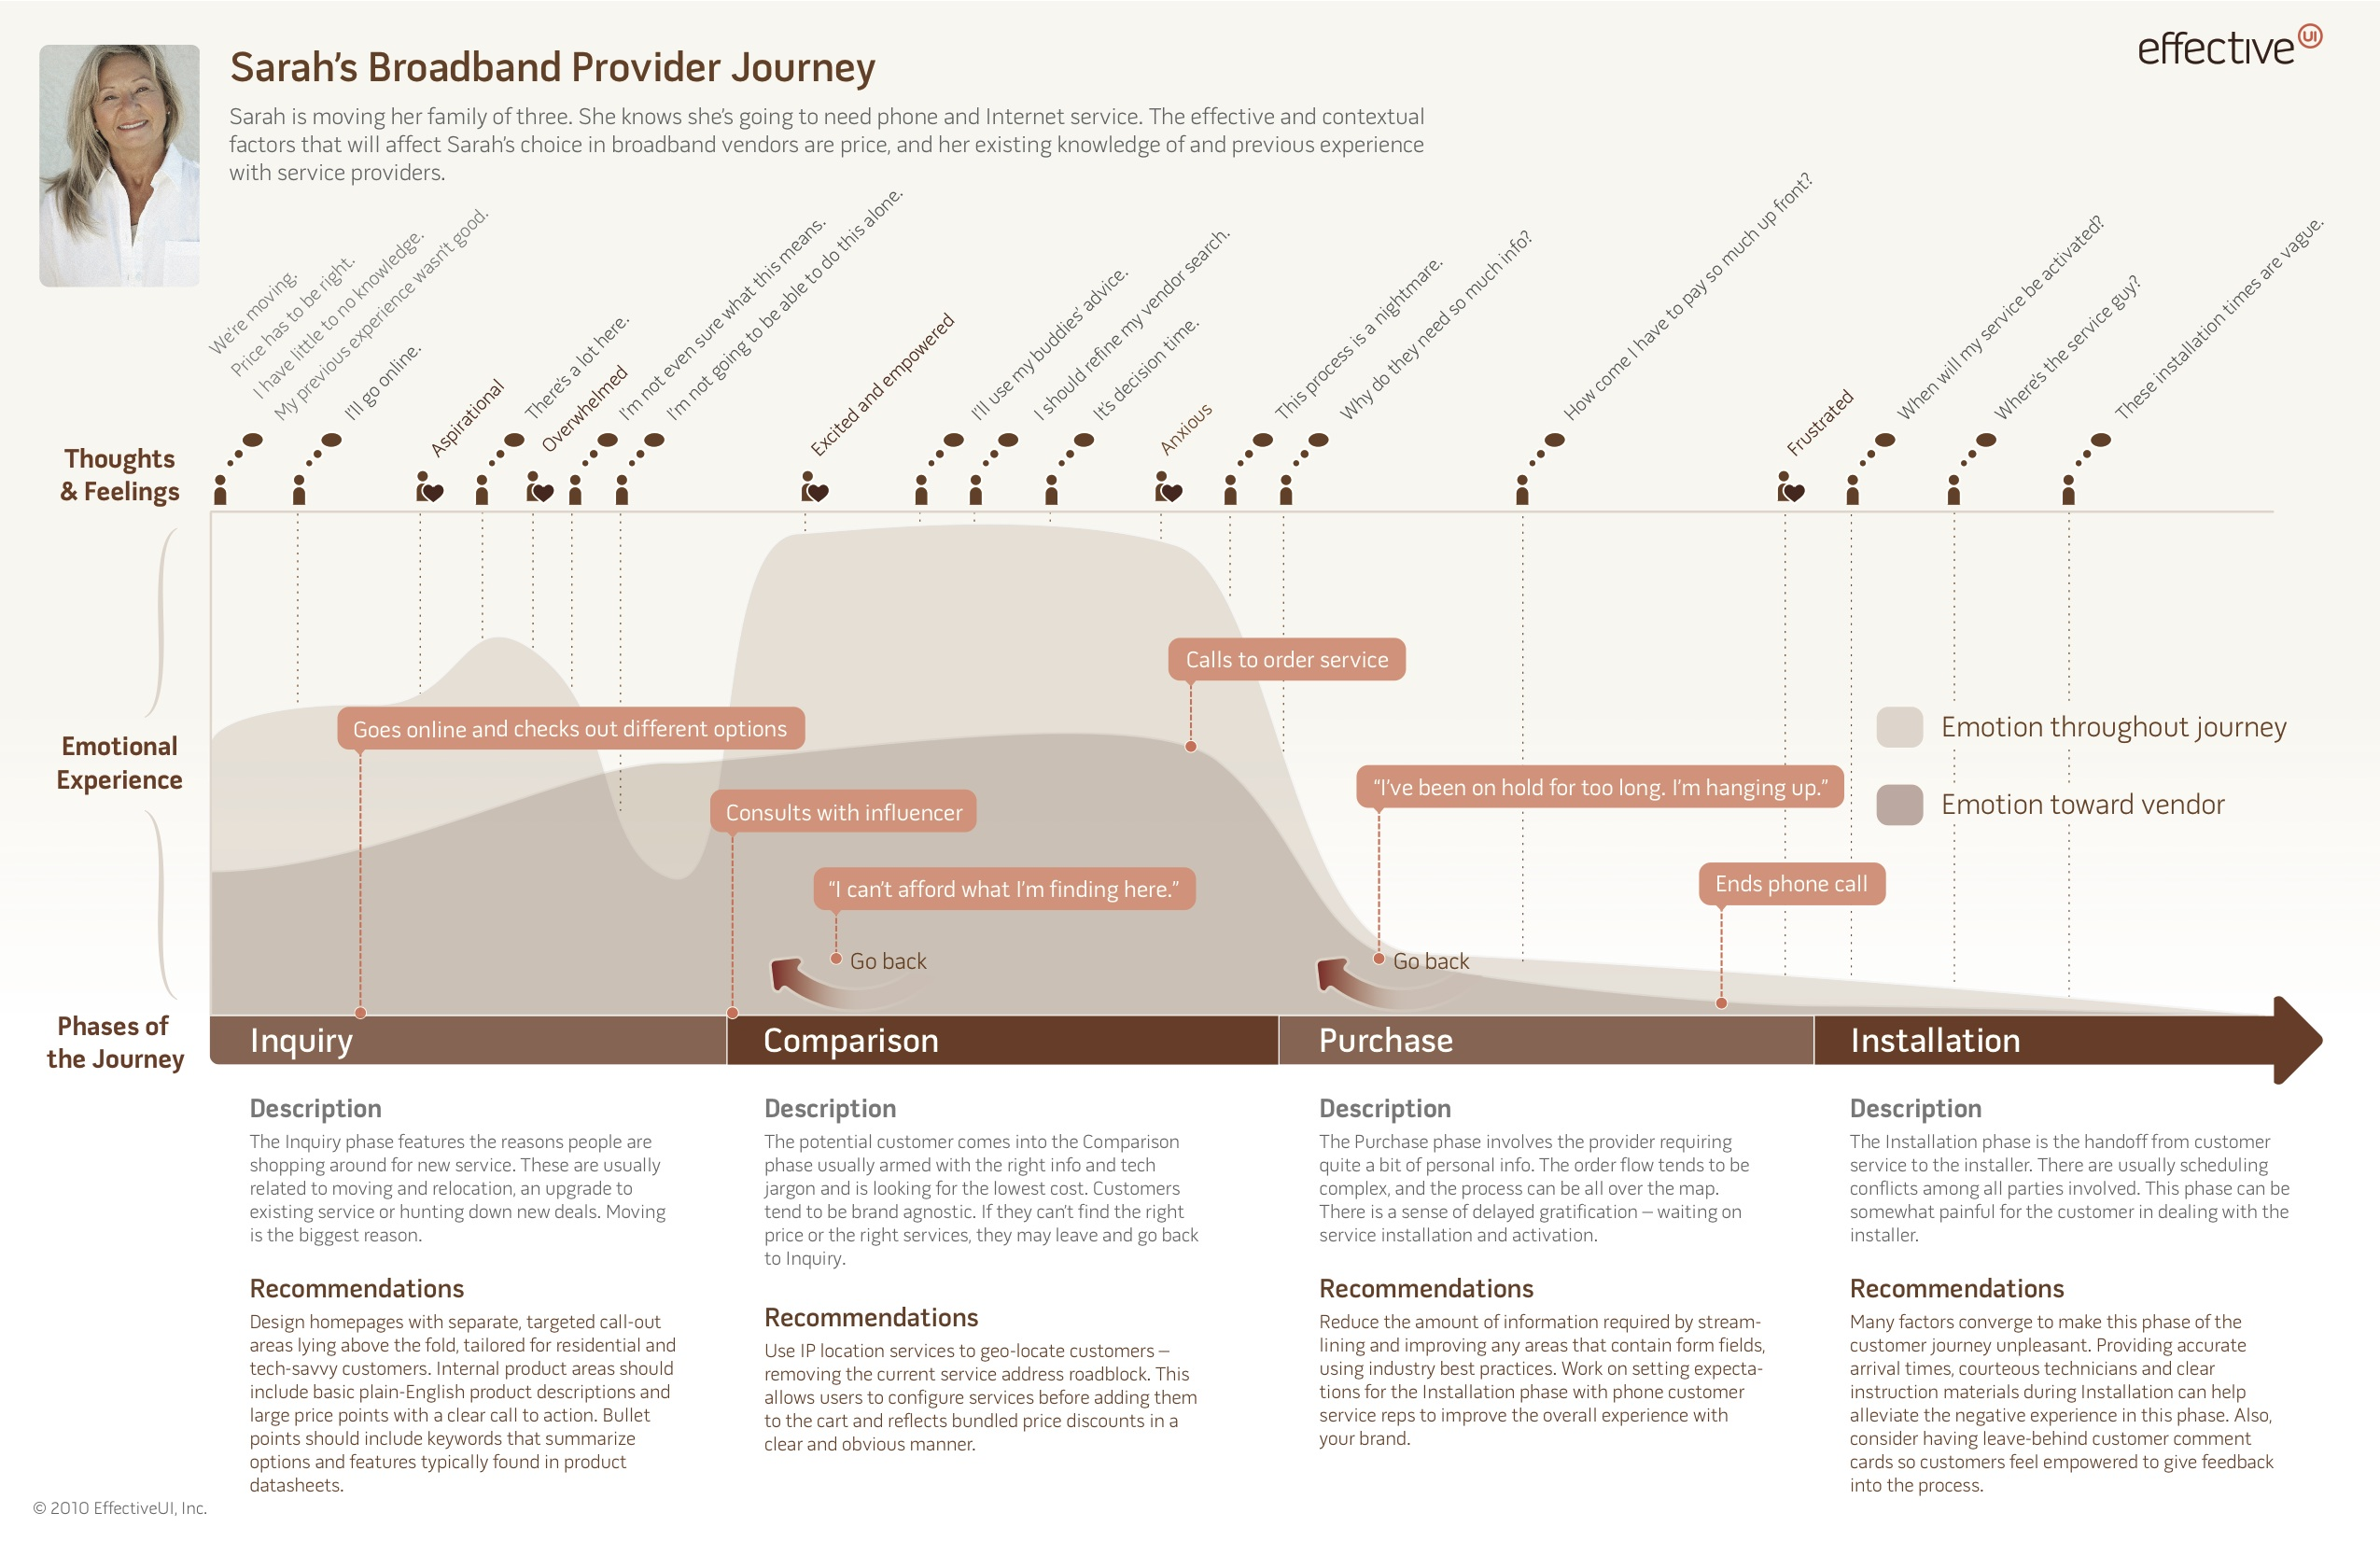 effective UI
Sarah's Broadband Provider Journey
Sarah is moving her family of three. She knows she's going to need phone and Internet service. The effective and contextual
factors that will affect Sarah's choice in broadband vendors are price, and her existing knowledge of and previous experience
with service providers.
We're moving.
Price has to be right.
I have little to no knowledge.
My previous experience wasn't good.
I'll go online.
Aspirational
There's a lot here.
Overwhelmed
I'm not even sure what this means.
I'm not going to be able to do this alone.
Excited and empowered
I'll use my buddies' advice.
I should refine my vendor search.
It's decision time.
Anxious
This process is a nightmare.
Why do they need so much info?
How come I have to pay so much up front?
Frustrated
When will my service be activated?
Where's the service guy?
These installation times are vague.
Thoughts
& Feelings
Emotional
Experience
Calls to order service
Goes online and checks out different options
Emotion throughout journey
"I've been on hold for too long. I'm hanging up."
Emotion toward vendor
Consults with influencer
"I can't afford what I'm finding here."
Ends phone call
Go back
Go back
Phases of
the Journey
Inquiry
Comparison
Purchase
Installation
Description
The Inquiry phase features the reasons people are
shopping around for new service. These are usually
related to moving and relocation, an upgrade to
existing service or hunting down new deals. Moving
is the biggest reason.
Recommendations
Design homepages with separate, targeted call-out
areas lying above the fold, tailored for residential and
tech-savvy customers. Internal product areas should
include basic plain-English product descriptions and
large price points with a clear call to action. Bullet
points should include keywords that summarize
options and features typically found in product
datasheets.
Description
The potential customer comes into the Comparison
phase usually armed with the right info and tech
jargon and is looking for the lowest cost. Customers
tend to be brand agnostic. If they can't find the right
price or the right services, they may leave and go back
to Inquiry.
Recommendations
Use IP location services to geo-locate customers –
removing the current service address roadblock. This
allows users to configure services before adding them
to the cart and reflects bundled price discounts in a
clear and obvious manner.
Description
The Purchase phase involves the provider requiring
quite a bit of personal info. The order flow tends to be
complex, and the process can be all over the map.
There is a sense of delayed gratification – waiting on
service installation and activation.
Recommendations
Reduce the amount of information required by stream-
lining and improving any areas that contain form fields,
using industry best practices. Work on setting expecta-
tions for the Installation phase with phone customer
service reps to improve the overall experience with
your brand.
Description
The Installation phase is the handoff from customer
service to the installer. There are usually scheduling
conflicts among all parties involved. This phase can be
somewhat painful for the customer in dealing with the
installer.
Recommendations
Many factors converge to make this phase of the
customer journey unpleasant. Providing accurate
arrival times, courteous technicians and clear
instruction materials during Installation can help
alleviate the negative experience in this phase. Also,
consider having leave-behind customer comment
cards so customers feel empowered to give feedback
into the process.
© 2010 EffectiveUI, Inc.